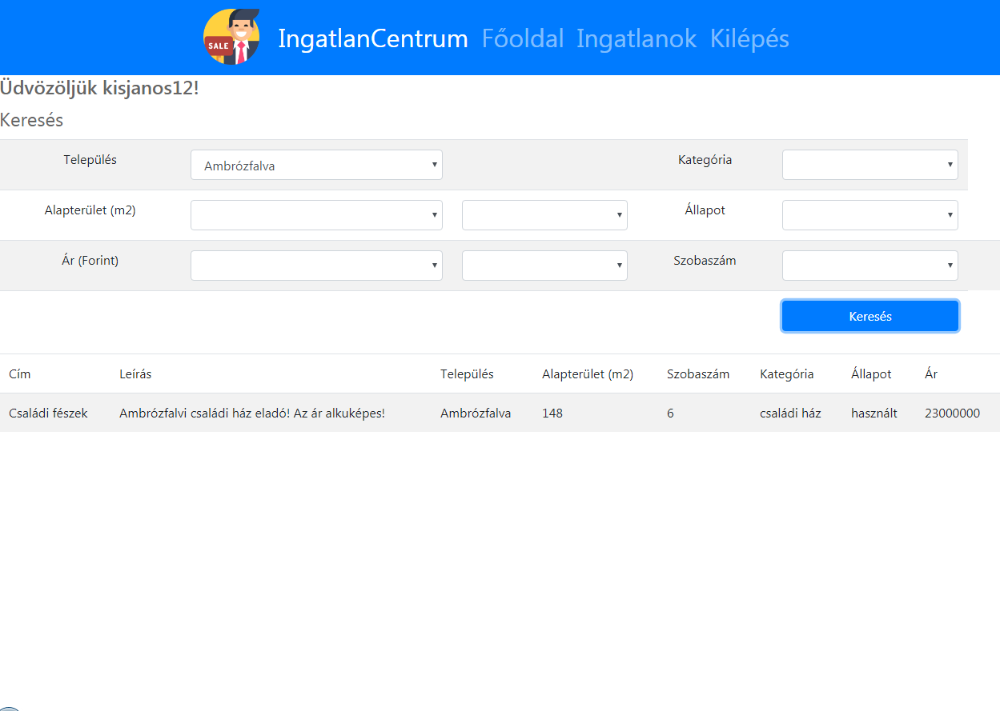 SALE
IngatlanCentrum Főoldal Ingatlanok Kilépés
Üdvözöljük kisjanos12!
Keresés
Település Ambrózfalva Kategória
Alapterület (m2) Állapot
Ár (Forint) Szobaszám
Keresés
Cím Leírás Település Alapterület (m2) Szobaszám Kategória Állapot Ár
Családi fészek Ambrózfalvi családi ház eladó! Az ár alkuképes! Ambrózfalva 148 6 családi ház használt 23000000